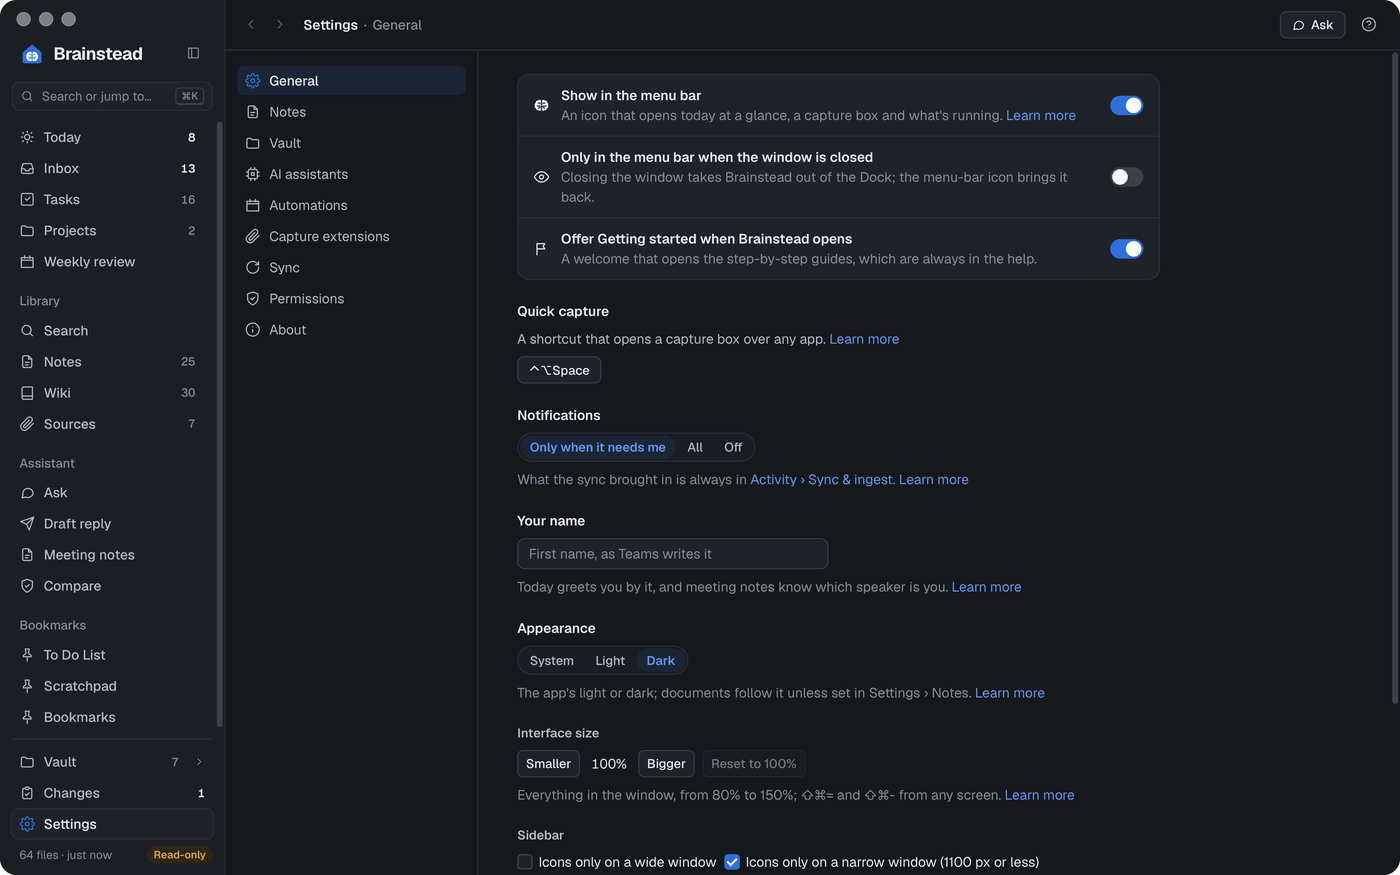 Brainstead
Search or jump to... ⌘K
Today 8
Inbox 13
Tasks 16
Projects 2
Weekly review
Library
Search
Notes 25
Wiki 30
Sources 7
Assistant
Ask
Draft reply
Meeting notes
Compare
Bookmarks
To Do List
Scratchpad
Bookmarks
Vault 7
Changes 1
Settings
64 files · just now Read-only
Settings · General
Ask
General
Notes
Vault
AI assistants
Automations
Capture extensions
Sync
Permissions
About
Show in the menu bar
An icon that opens today at a glance, a capture box and what's running. Learn more
Only in the menu bar when the window is closed
Closing the window takes Brainstead out of the Dock; the menu-bar icon brings it
back.
Offer Getting started when Brainstead opens
A welcome that opens the step-by-step guides, which are always in the help.
Quick capture
A shortcut that opens a capture box over any app. Learn more
⌃⌥Space
Notifications
Only when it needs me All Off
What the sync brought in is always in Activity › Sync & ingest. Learn more
Your name
First name, as Teams writes it
Today greets you by it, and meeting notes know which speaker is you. Learn more
Appearance
System Light Dark
The app's light or dark; documents follow it unless set in Settings › Notes. Learn more
Interface size
Smaller 100% Bigger Reset to 100%
Everything in the window, from 80% to 150%; ⇧⌘= and ⇧⌘- from any screen. Learn more
Sidebar
Icons only on a wide window Icons only on a narrow window (1100 px or less)